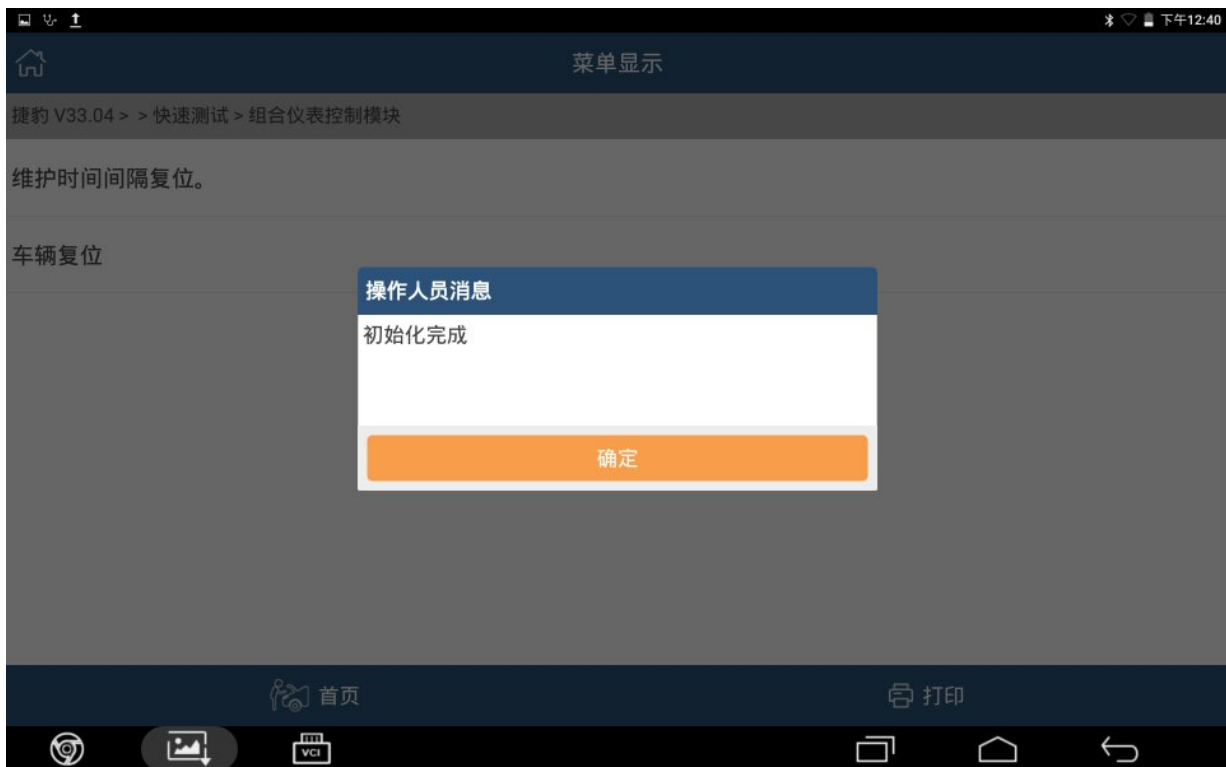 下午12:40
菜单显示
捷豹 V33.04 > > 快速测试 > 组合仪表控制模块
维护时间间隔复位。
车辆复位
操作人员消息
初始化完成
确定
首页
打印
VCI